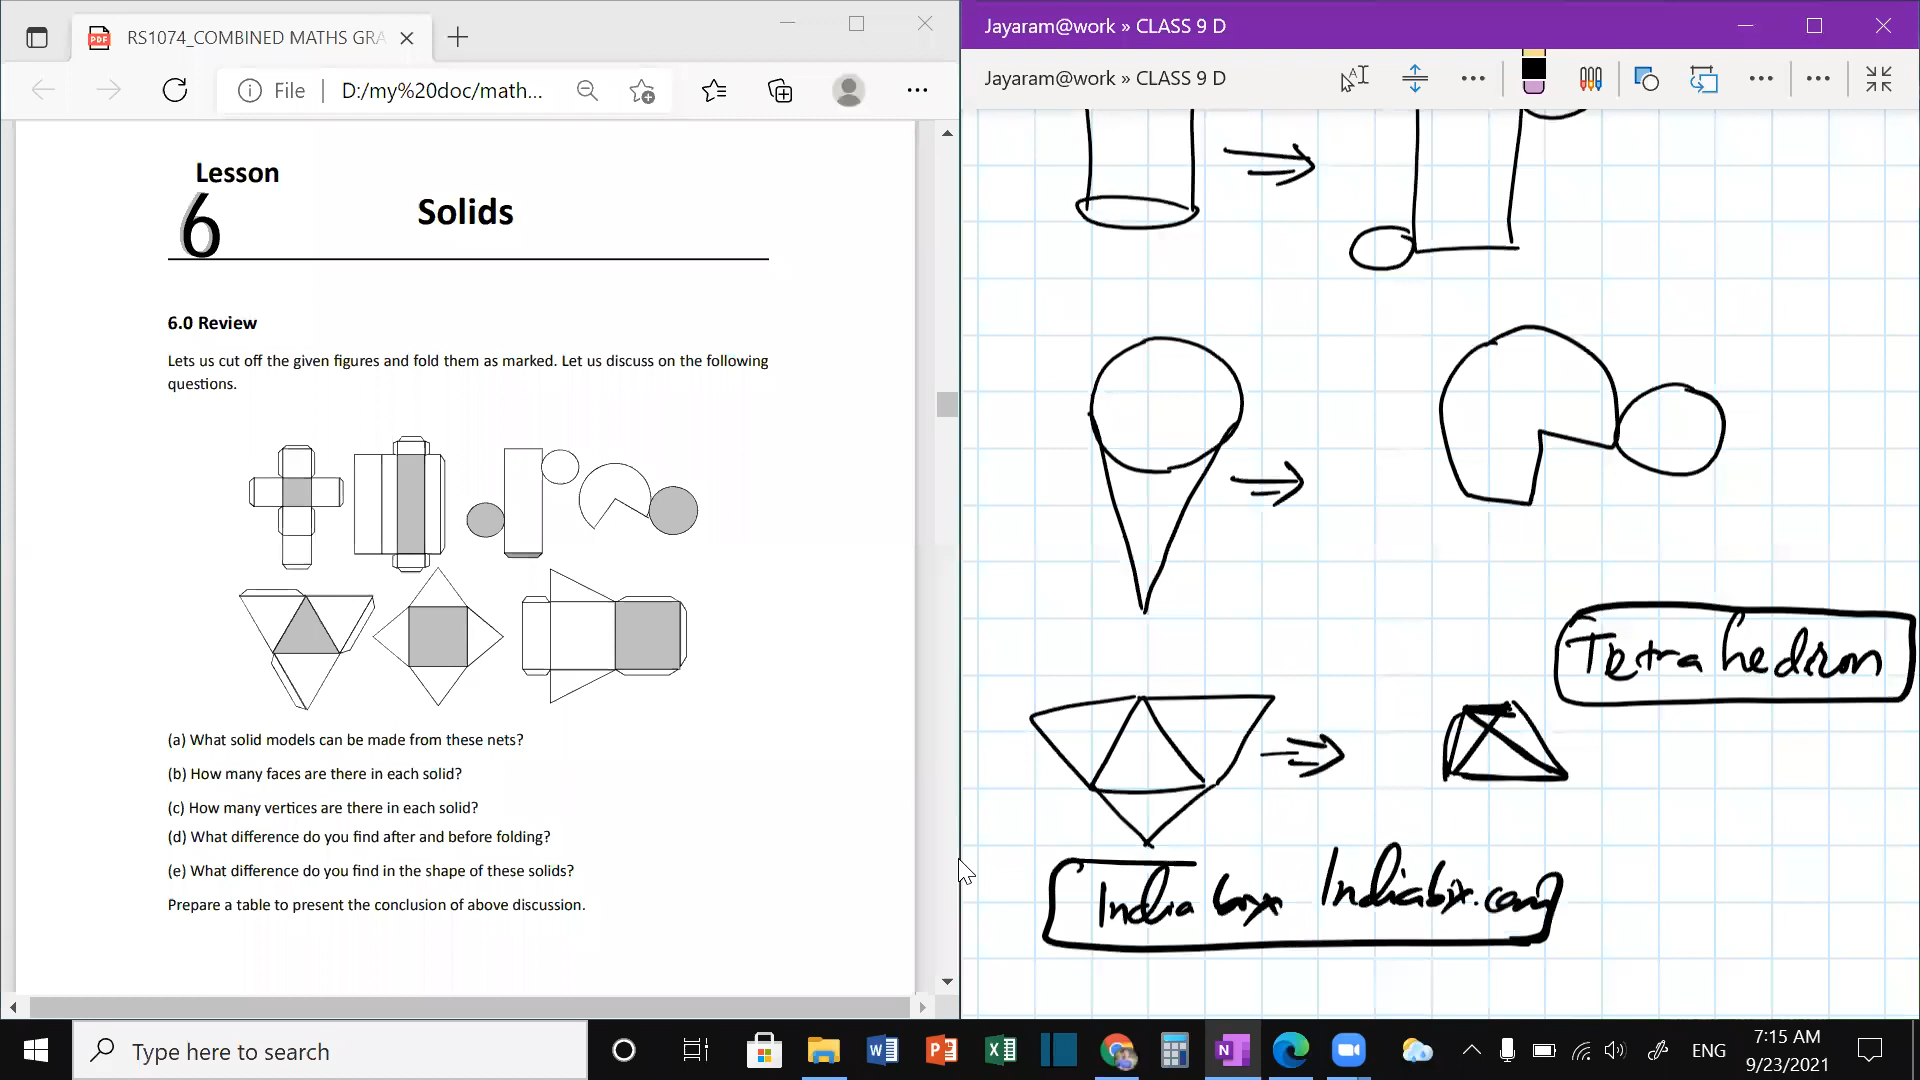 RS1074_COMBINED MATHS GRA
File
D:/my%20doc/math...
Lesson
6
Solids
6.0 Review
Lets us cut off the given figures and fold them as marked. Let us discuss on the following
questions.
(a) What solid models can be made from these nets?
(b) How many faces are there in each solid?
(c) How many vertices are there in each solid?
(d) What difference do you find after and before folding?
(e) What difference do you find in the shape of these solids?
Prepare a table to present the conclusion of above discussion.
Jayaram@work » CLASS 9 D
Jayaram@work » CLASS 9 D
Tetrahedron
India bix Indiabix.com
Type here to search
ENG
7:15 AM
9/23/2021